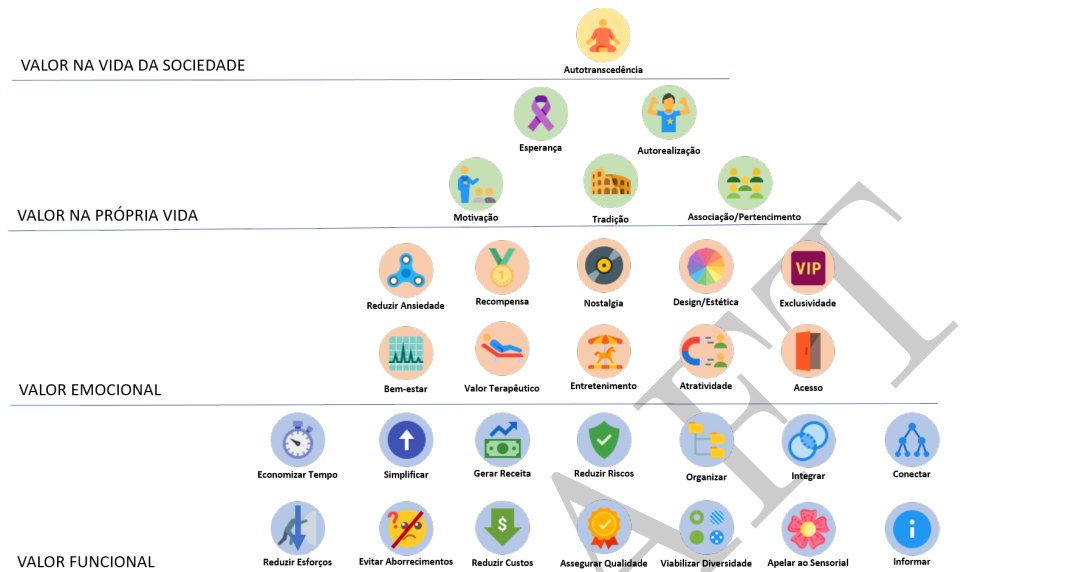 VALOR NA VIDA DA SOCIEDADE
Autotranscedência
Esperança
Autorealização
VALOR NA PRÓPRIA VIDA
Motivação
Tradição
Associação/Pertencimento
Reduzir Ansiedade
Recompensa
Nostalgia
Design/Estética
VIP
Exclusividade
VALOR EMOCIONAL
Bem-estar
Valor Terapêutico
Entretenimento
Atratividade
Acesso
Economizar Tempo
Simplificar
Gerar Receita
Reduzir Riscos
Organizar
Integrar
Conectar
VALOR FUNCIONAL
Reduzir Esforços
Evitar Aborrecimentos
Reduzir Custos
Assegurar Qualidade
Viabilizar Diversidade
Apelar ao Sensorial
Informar
1
?
$
i
AFT